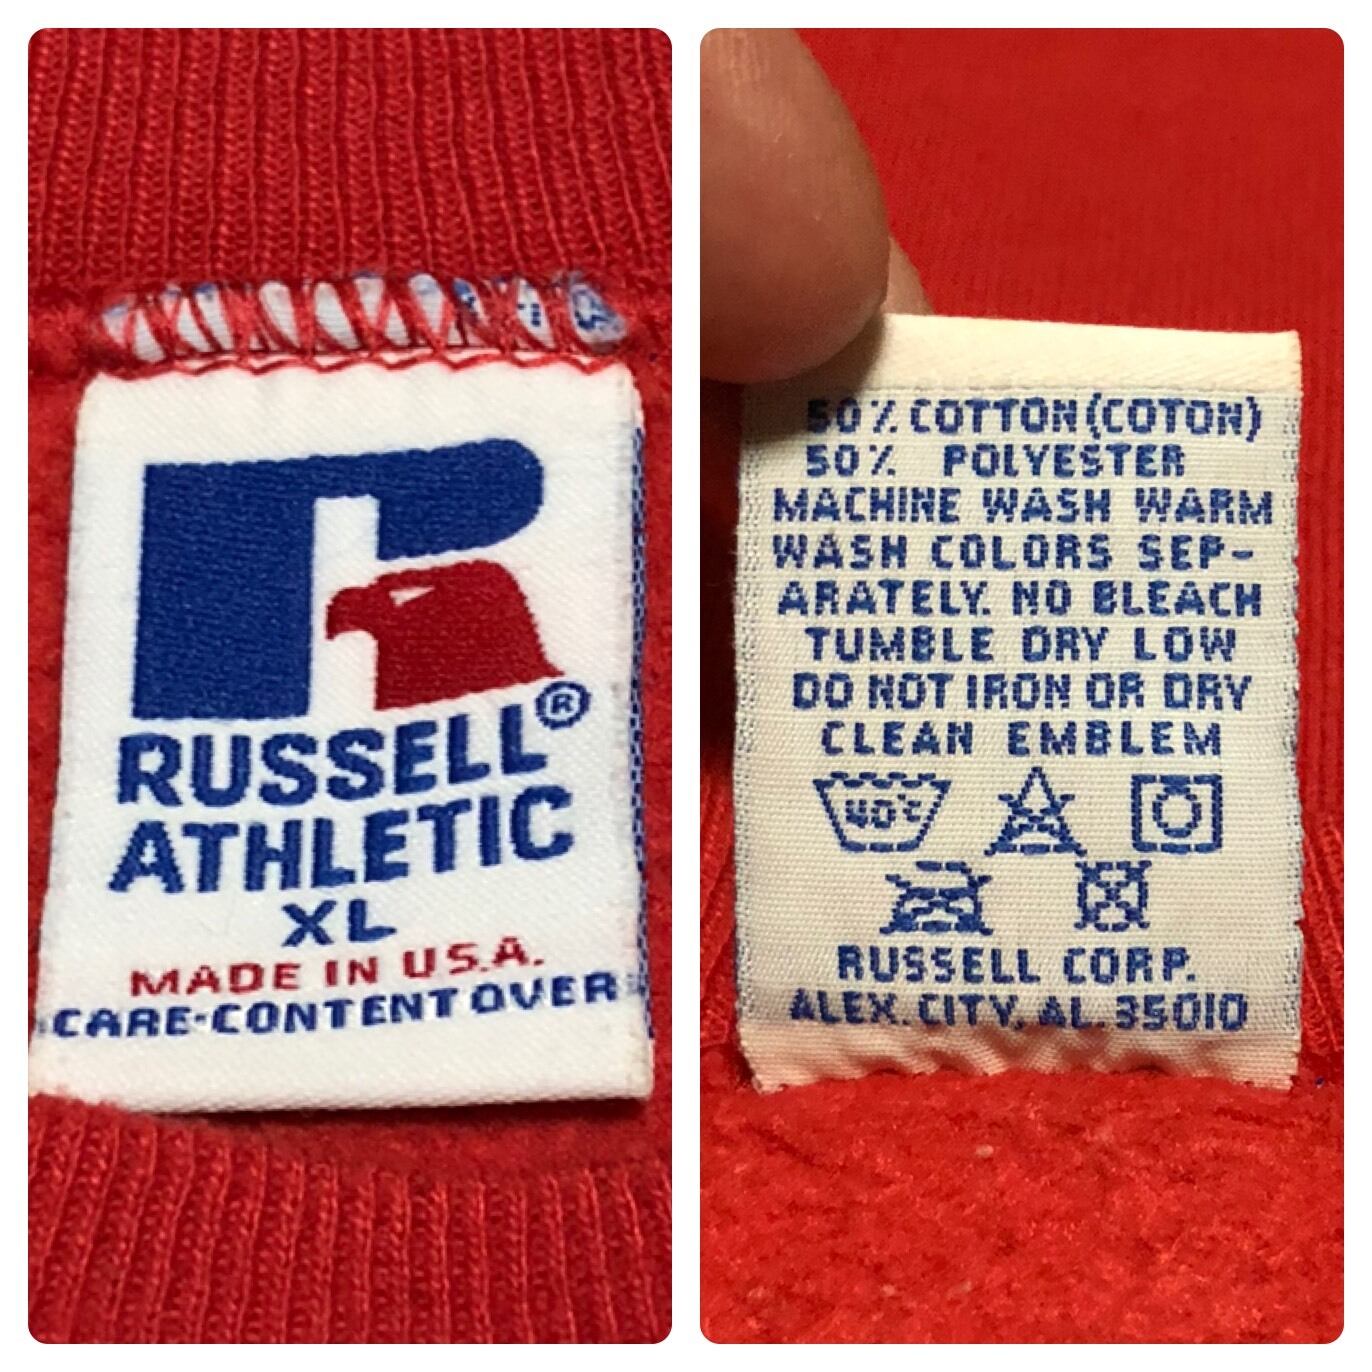 RUSSELL®
ATHLETIC
XL
MADE IN U.S.A.
CARE-CONTENT OVER
50% COTTON (COTON)
50% POLYESTER
MACHINE WASH WARM
WASH COLORS SEP-
ARATELY. NO BLEACH
TUMBLE DRY LOW
DO NOT IRON OR DRY
CLEAN EMBLEM
40°C
RUSSELL CORP.
ALEX. CITY, AL. 35010